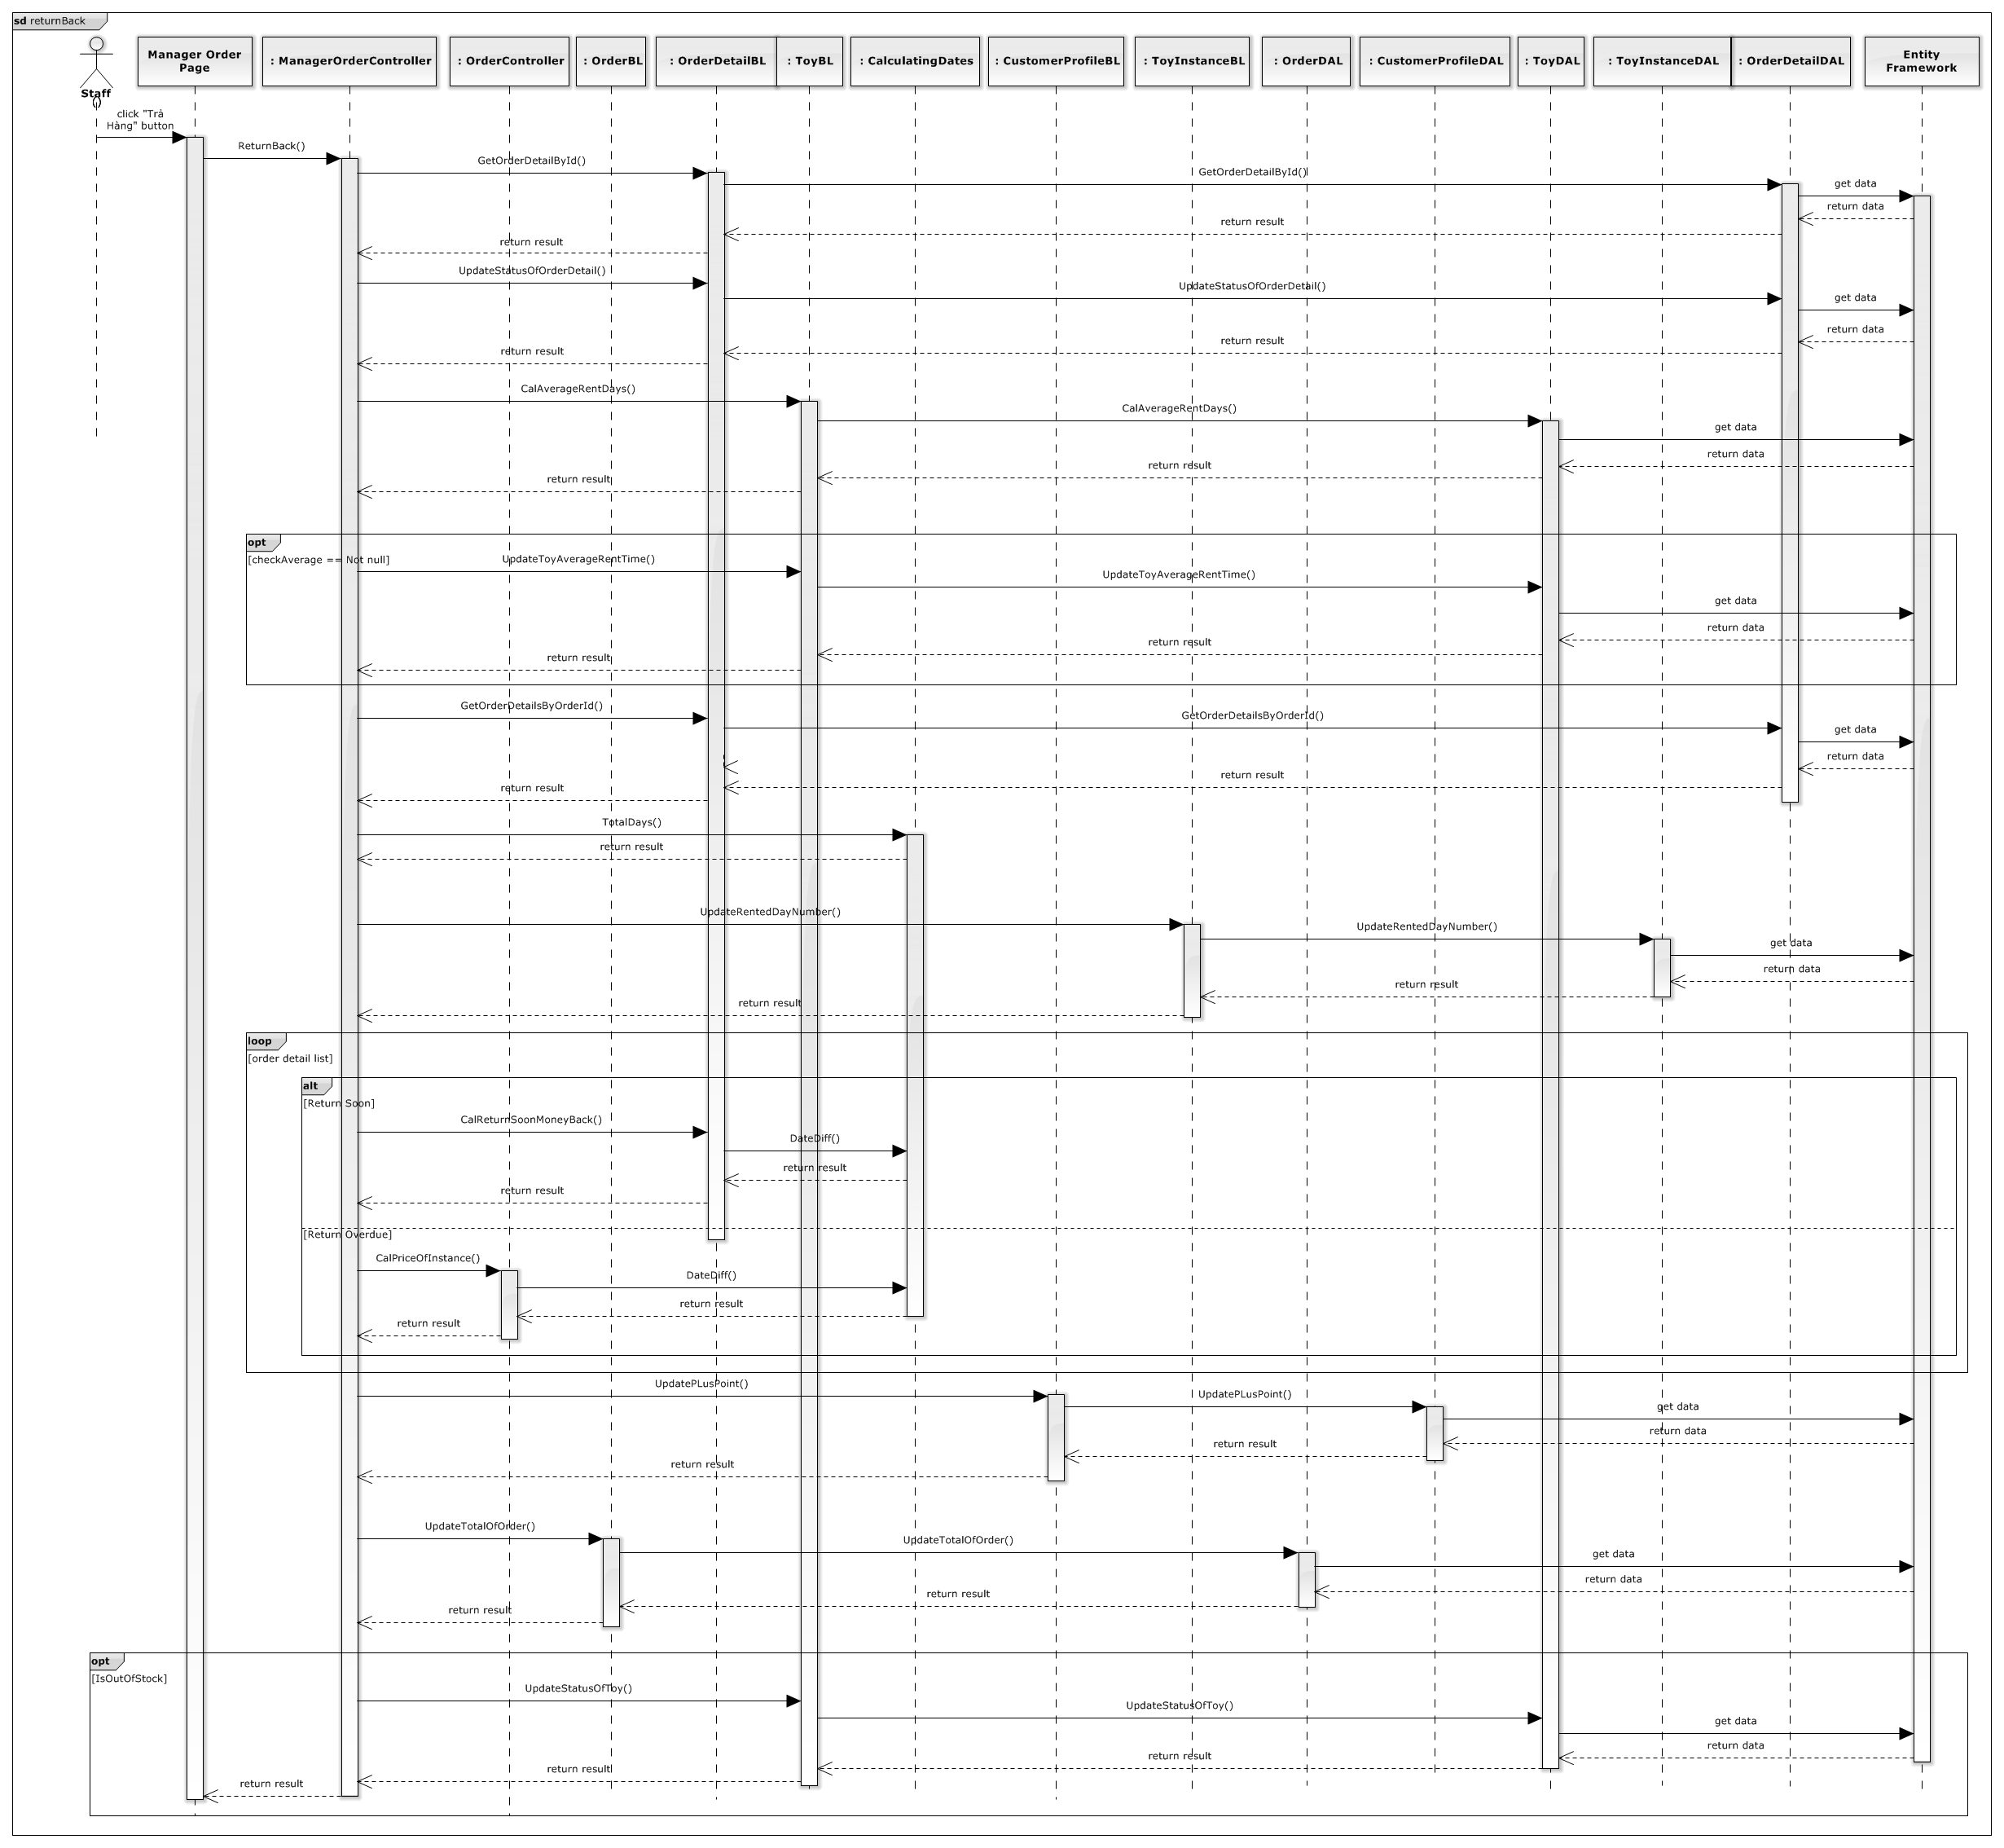 sd returnBack
Staff
Manager Order
Page
: ManagerOrderController
: OrderController
: OrderBL
: OrderDetailBL
: ToyBL
: CalculatingDates
: CustomerProfileBL
: ToyInstanceBL
: OrderDAL
: CustomerProfileDAL
: ToyDAL
: ToyInstanceDAL
: OrderDetailDAL
Entity
Framework
click "Trả
Hàng" button
ReturnBack()
GetOrderDetailById()
GetOrderDetailById()
get data
return data
return result
return result
UpdateStatusOfOrderDetail()
UpdateStatusOfOrderDetail()
get data
return data
return result
return result
CalAverageRentDays()
CalAverageRentDays()
get data
return data
return result
return result
opt
[checkAverage == Not null]
UpdateToyAverageRentTime()
UpdateToyAverageRentTime()
get data
return data
return result
return result
GetOrderDetailsByOrderId()
GetOrderDetailsByOrderId()
get data
return data
return result
return result
TotalDays()
return result
UpdateRentedDayNumber()
UpdateRentedDayNumber()
get data
return data
return result
return result
loop
[order detail list]
alt
[Return Soon]
CalReturnSoonMoneyBack()
DateDiff()
return result
return result
[Return Overdue]
CalPriceOfInstance()
DateDiff()
return result
return result
UpdatePLusPoint()
UpdatePLusPoint()
get data
return data
return result
return result
UpdateTotalOfOrder()
UpdateTotalOfOrder()
get data
return data
return result
return result
opt
[IsOutOfStock]
UpdateStatusOfToy()
UpdateStatusOfToy()
get data
return data
return result
return result
return result